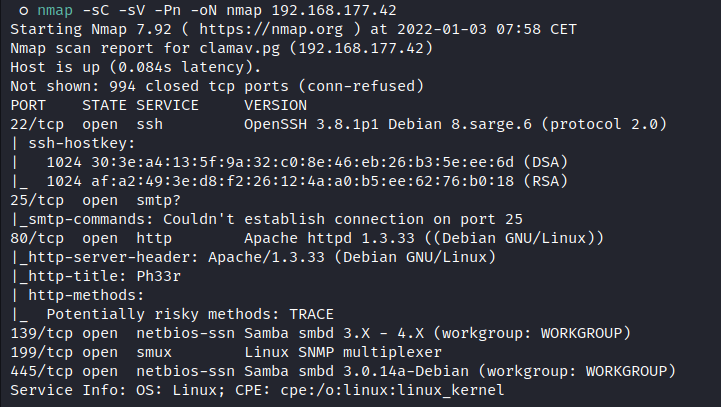 o nmap -sC -sV -Pn -oN nmap 192.168.177.42
Starting Nmap 7.92 ( https://nmap.org ) at 2022-01-03 07:58 CET
Nmap scan report for clamav.pg (192.168.177.42)
Host is up (0.084s latency).
Not shown: 994 closed tcp ports (conn-refused)
PORT    STATE SERVICE     VERSION
22/tcp  open  ssh         OpenSSH 3.8.1p1 Debian 8.sarge.6 (protocol 2.0)
| ssh-hostkey:
|   1024 30:3e:a4:13:5f:9a:32:c0:8e:46:eb:26:b3:5e:ee:6d (DSA)
|_  1024 af:a2:49:3e:d8:f2:26:12:4a:a0:b5:ee:62:76:b0:18 (RSA)
25/tcp  open  smtp?
|_smtp-commands: Couldn't establish connection on port 25
80/tcp  open  http        Apache httpd 1.3.33 ((Debian GNU/Linux))
|_http-server-header: Apache/1.3.33 (Debian GNU/Linux)
|_http-title: Ph33r
| http-methods:
|_  Potentially risky methods: TRACE
139/tcp open  netbios-ssn Samba smbd 3.X - 4.X (workgroup: WORKGROUP)
199/tcp open  smux        Linux SNMP multiplexer
445/tcp open  netbios-ssn Samba smbd 3.0.14a-Debian (workgroup: WORKGROUP)
Service Info: OS: Linux; CPE: cpe:/o:linux:linux_kernel